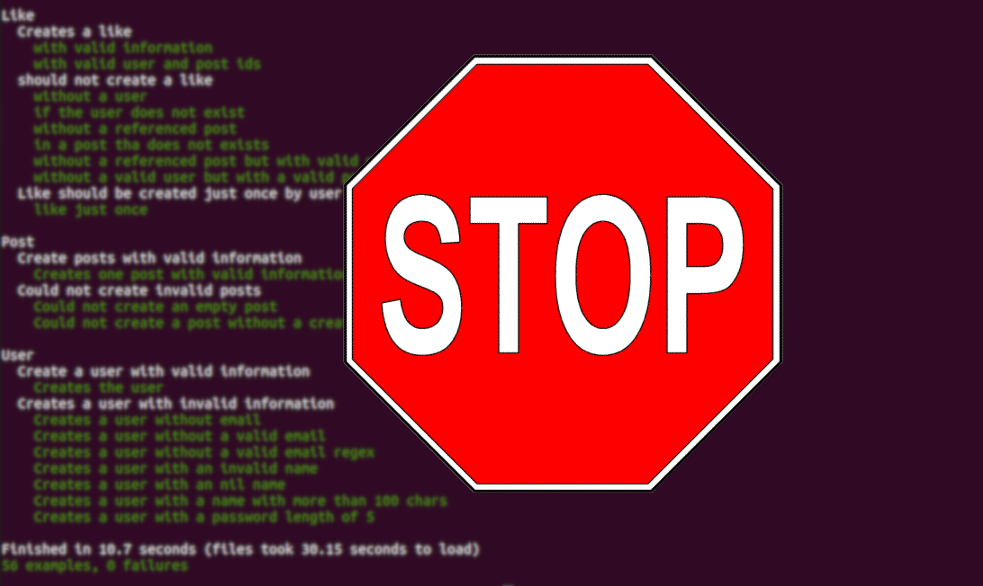 Like
Creates a like
with valid information
with valid user and post ids
should not create a like
without a user
if the user does not exist
without a referenced post
in a post tha does not exists
without a referenced post but with valid
without a valid user but with a valid
Like should be created just once by user
like just once
STOP
Post
Create posts with valid information
Creates one post with valid
Could not create invalid posts
Could not create an empty post
Could not create a post without a
User
Create a user with valid information
Creates the user
Creates a user with invalid information
Creates a user without email
Creates a user without a valid email
Creates a user without a valid email regex
Creates a user with an invalid name
Creates a user with an nil name
Creates a user with a name with more than 100 chars
Creates a user with a password length of 5
Finished in 10.7 seconds (files took 30.15 seconds to load)
56 examples, 0 failures